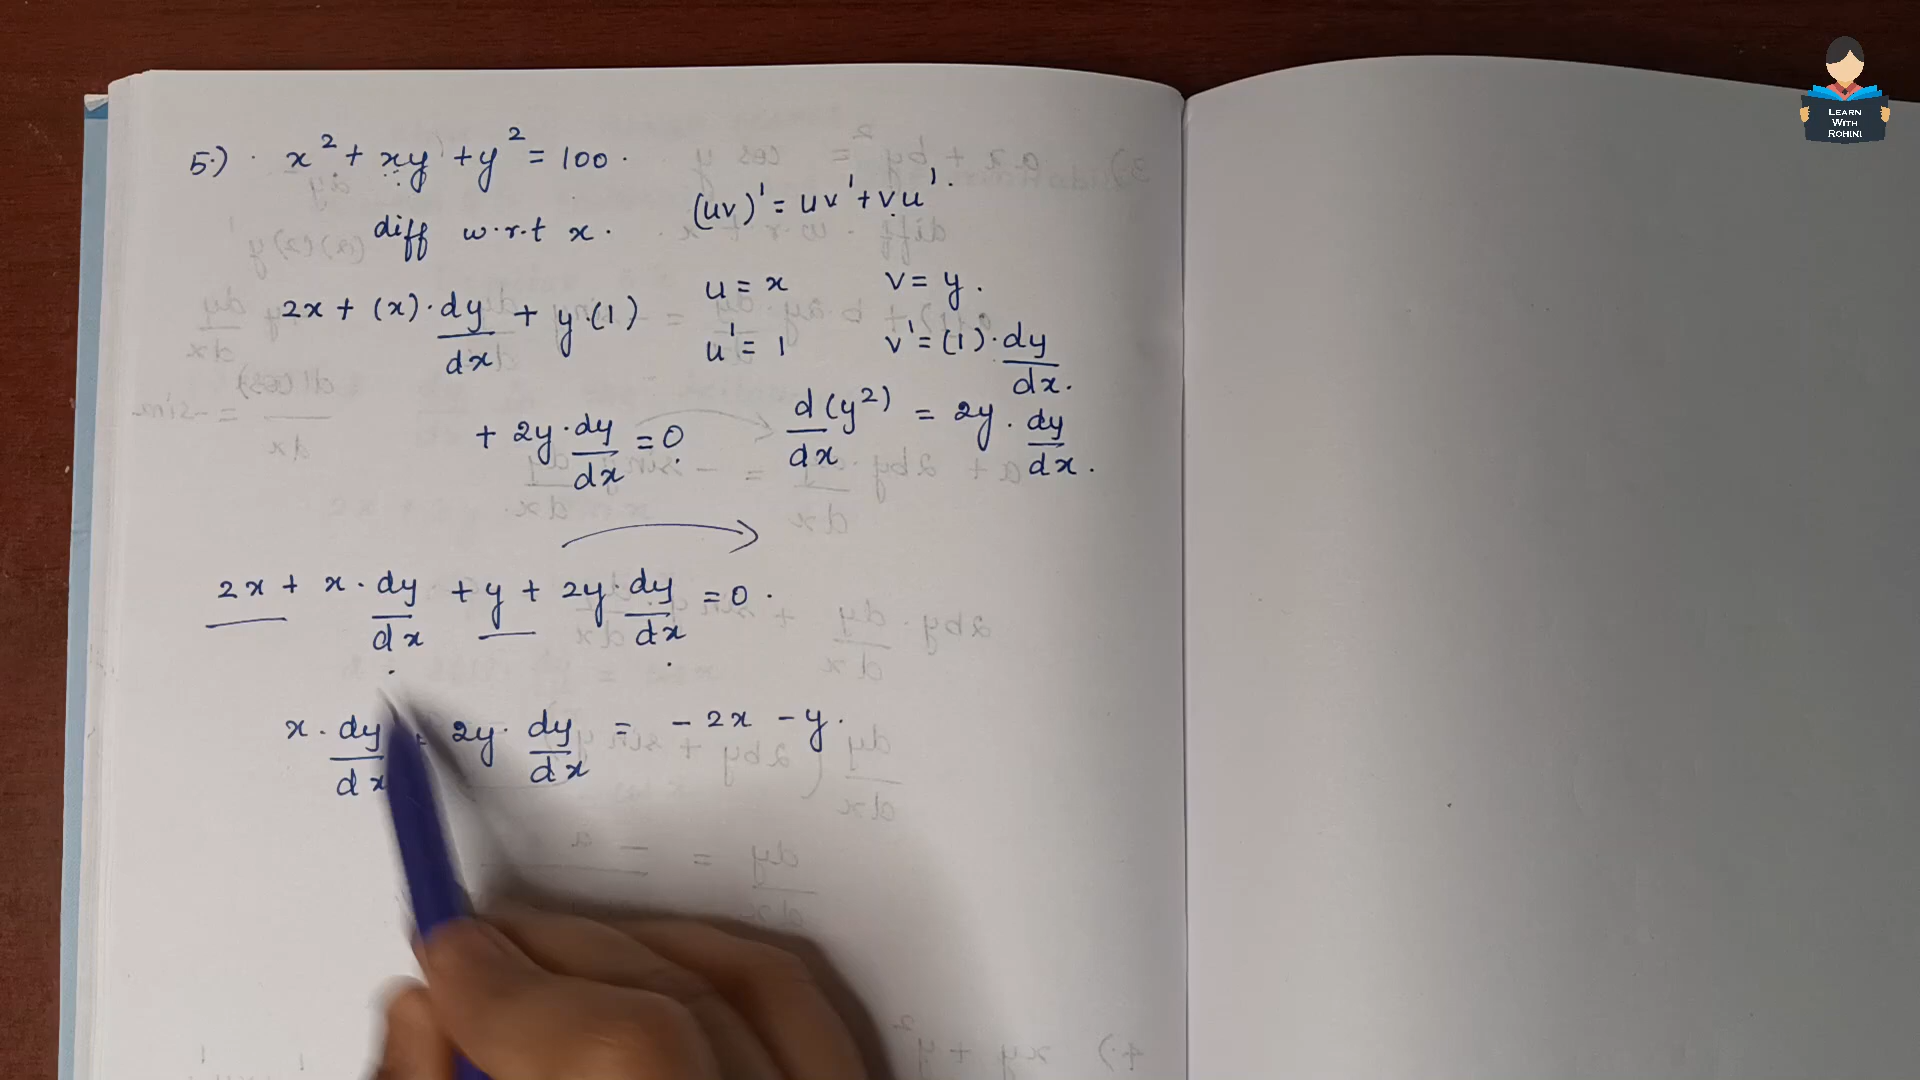 5.) x² + xy + y² = 100.
diff w.r.t x.
(uv)' = uv' + vu'.
u = x v = y.
2x + (x)·dy/dx + y·(1)
u' = 1 v' = (1)·dy/dx.
+ 2y·dy/dx = 0
d/dx (y²) = 2y·dy/dx.
2x + x·dy/dx + y + 2y·dy/dx = 0.
x·dy/dx + 2y·dy/dx = -2x - y.
LEARN
WITH
ROHINI